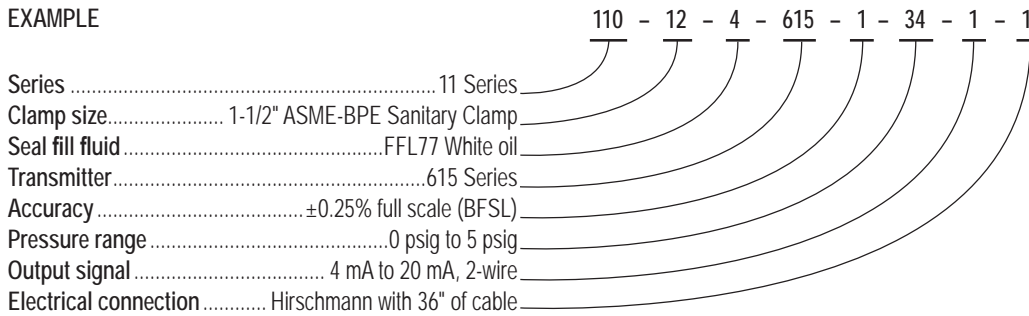 EXAMPLE 110 – 12 – 4 – 615 – 1 – 34 – 1 – 1
Series ........................................................................ 11 Series
Clamp size....................... 1-1/2" ASME-BPE Sanitary Clamp
Seal fill fluid .........................................................FFL77 White oil
Transmitter..............................................................615 Series
Accuracy .........................................±0.25% full scale (BFSL)
Pressure range ...............................................0 psig to 5 psig
Output signal ...........................................4 mA to 20 mA, 2-wire
Electrical connection ............ Hirschmann with 36" of cable